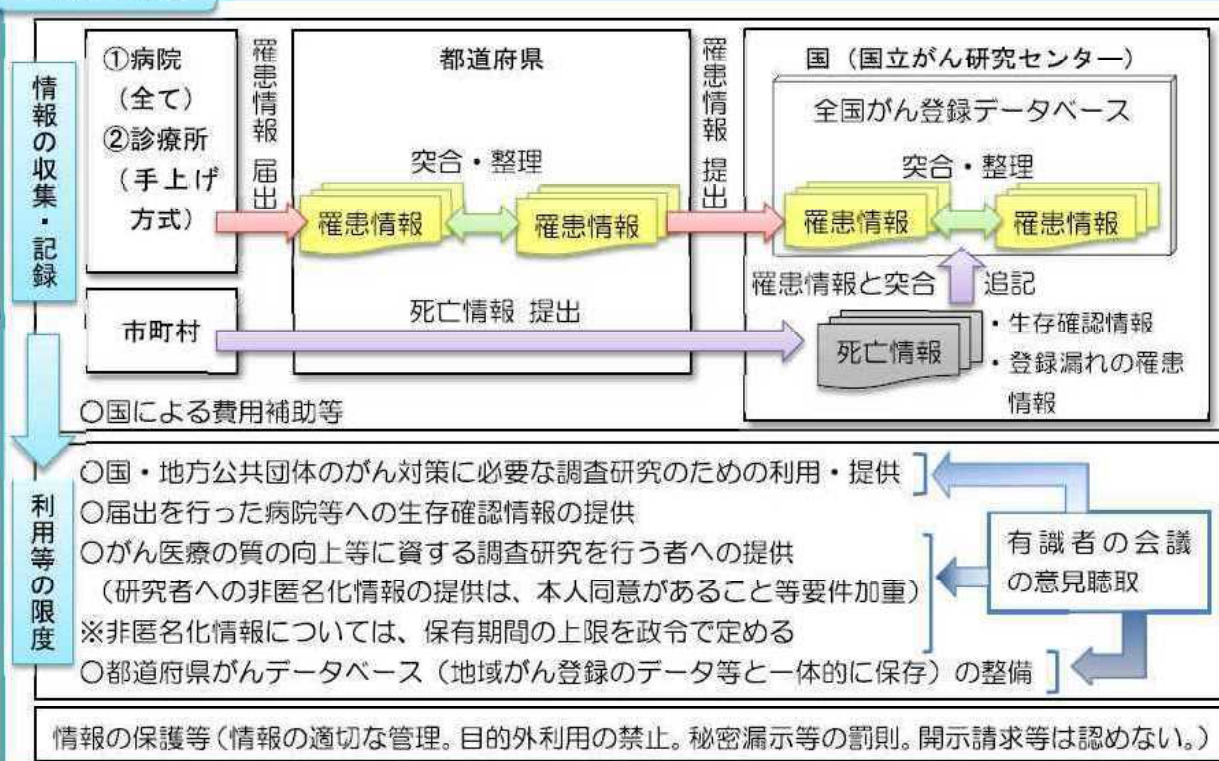 情報の収集・記録
①病院
（全て）
②診療所
（手上げ
方式）
罹患情報 届出
都道府県
突合・整理
罹患情報
罹患情報
罹患情報 提出
国（国立がん研究センター）
全国がん登録データベース
突合・整理
罹患情報
罹患情報
罹患情報と突合
追記
市町村
死亡情報 提出
死亡情報
・生存確認情報
・登録漏れの罹患
情報
〇国による費用補助等
利用等の限度
〇国・地方公共団体のがん対策に必要な調査研究のための利用・提供
〇届出を行った病院等への生存確認情報の提供
〇がん医療の質の向上等に資する調査研究を行う者への提供
（研究者への非匿名化情報の提供は、本人同意があること等要件加重）
※非匿名化情報については、保有期間の上限を政令で定める
〇都道府県がんデータベース（地域がん登録のデータ等と一体的に保存）の整備
有識者の会議
の意見聴取
情報の保護等（情報の適切な管理。目的外利用の禁止。秘密漏示等の罰則。開示請求等は認めない。）